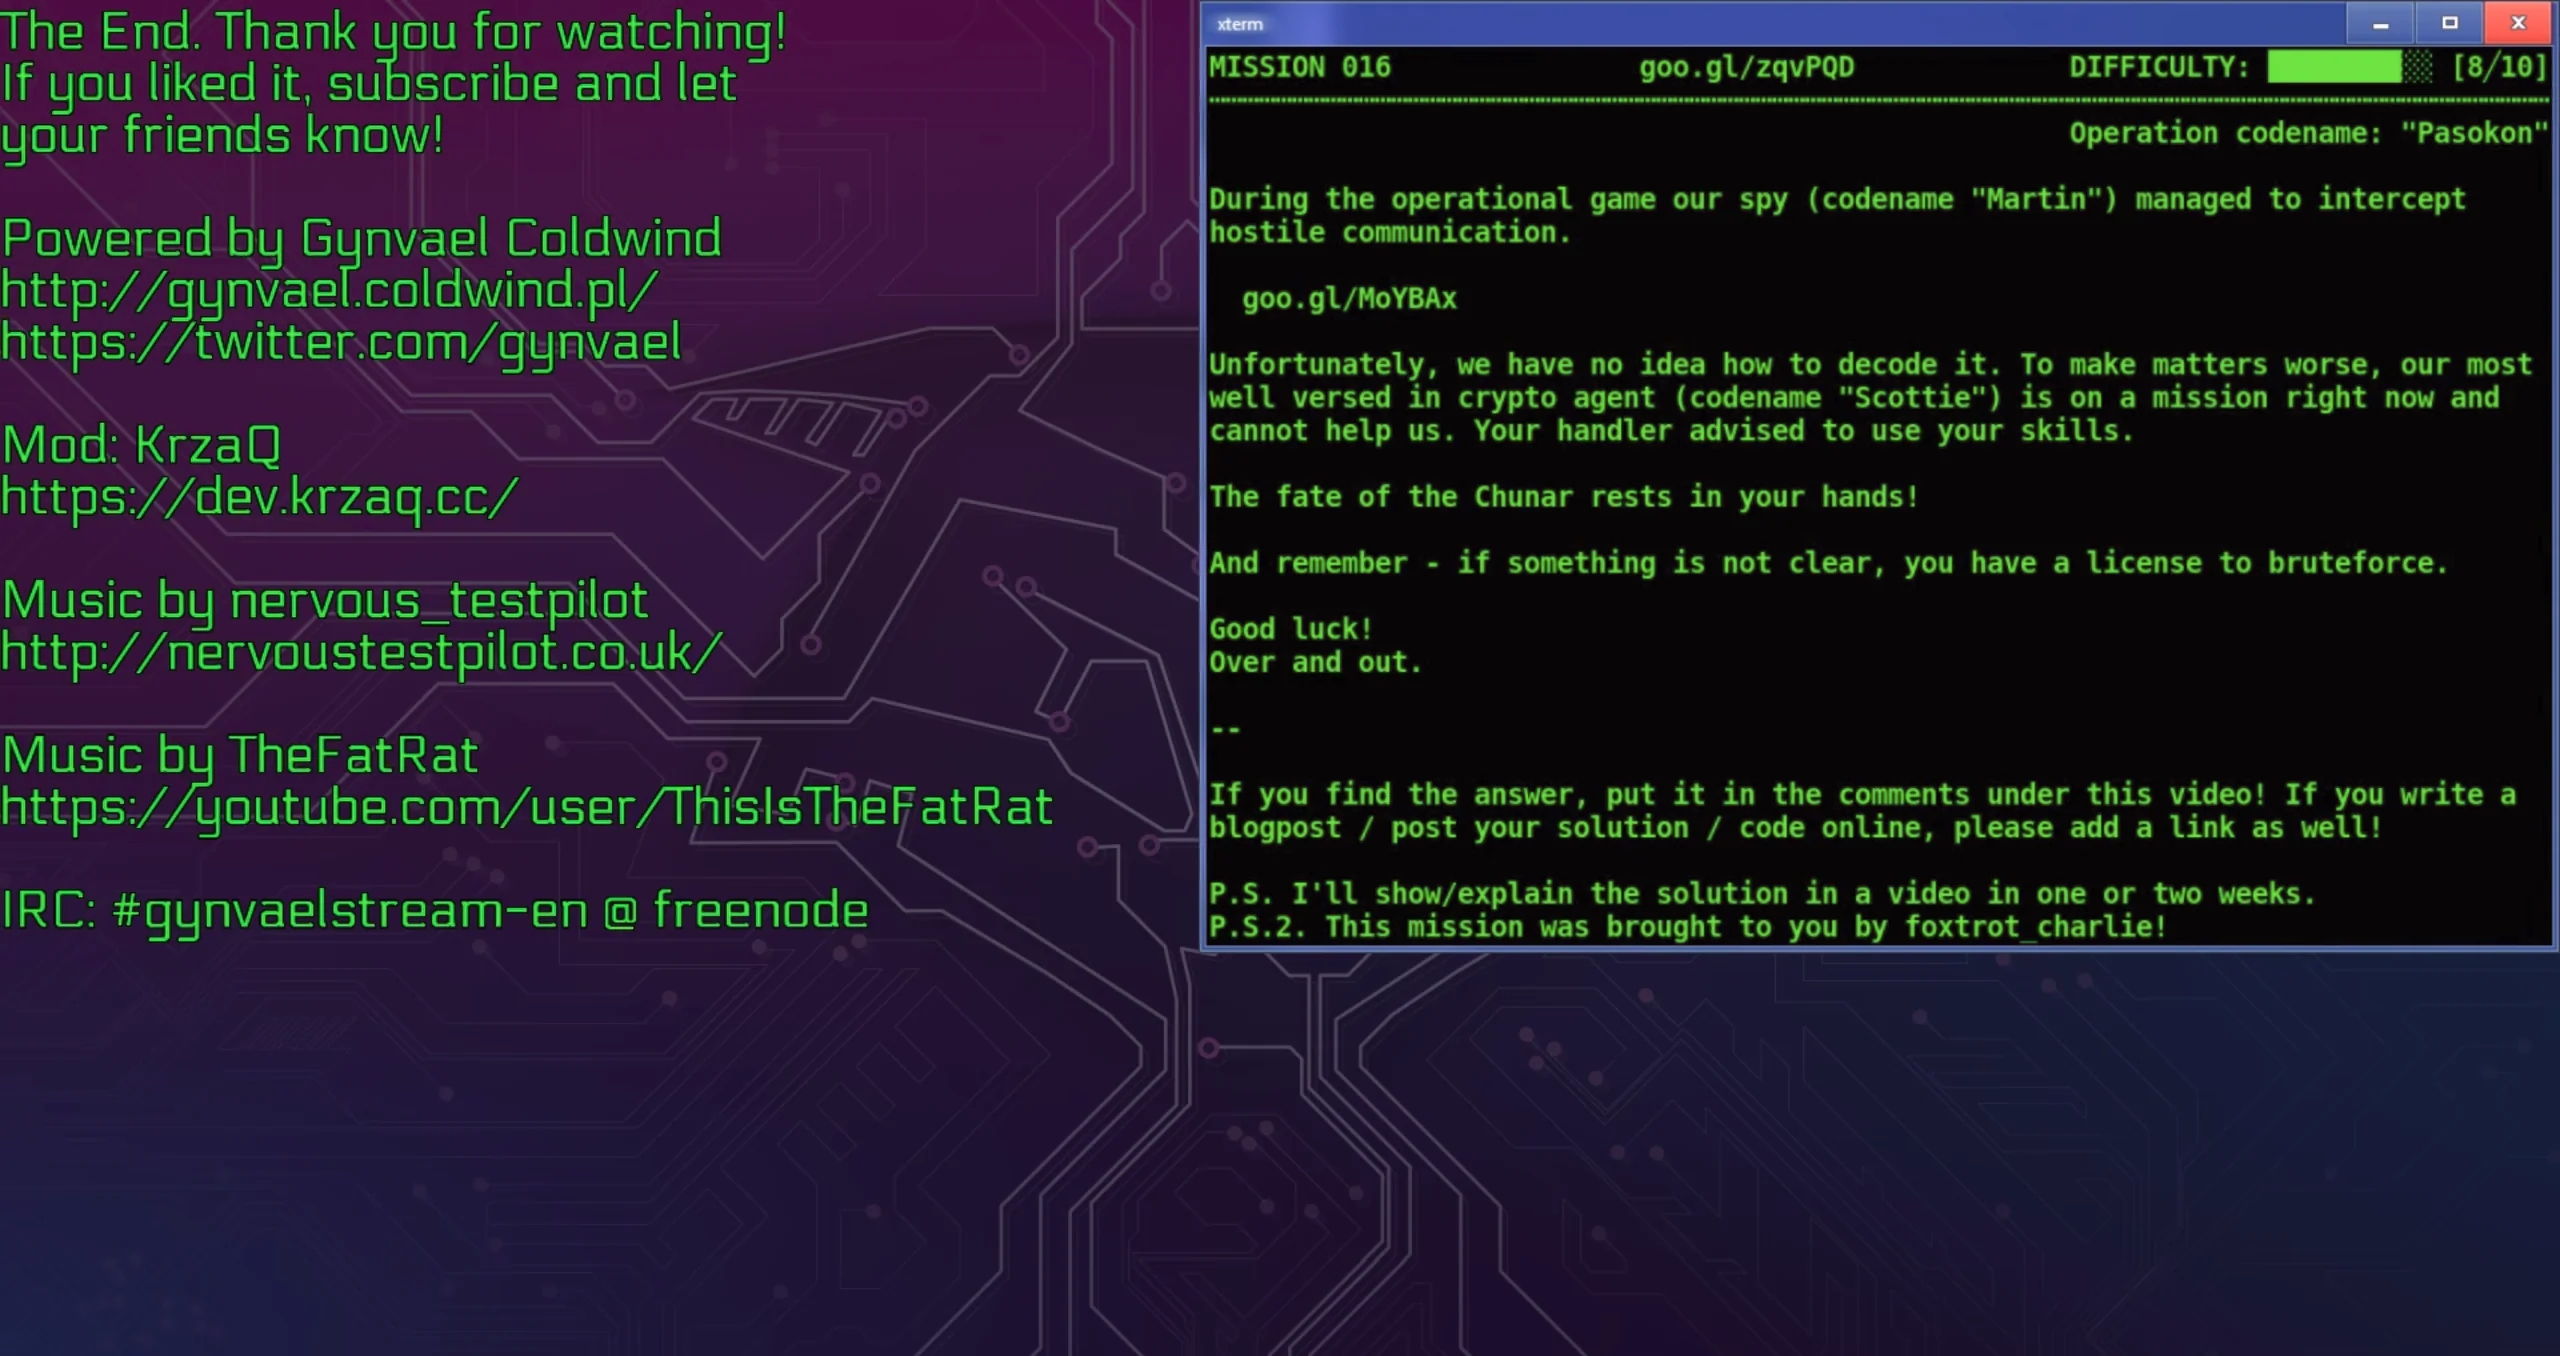 The End. Thank you for watching!
If you liked it, subscribe and let
your friends know!
Powered by Gynvael Coldwind
http://gynvael.coldwind.pl/
https://twitter.com/gynvael
Mod: KrzaQ
https://dev.krzaq.cc/
Music by nervous_testpilot
http://nervoustestpilot.co.uk/
Music by TheFatRat
https://youtube.com/user/ThisIsTheFatRat
IRC: #gynvaelstream-en @ freenode
xterm
MISSION 016 goo.gl/zqvPQD DIFFICULTY: [8/10]
Operation codename: "Pasokon"
During the operational game our spy (codename "Martin") managed to intercept
hostile communication.
goo.gl/MoYBAx
Unfortunately, we have no idea how to decode it. To make matters worse, our most
well versed in crypto agent (codename "Scottie") is on a mission right now and
cannot help us. Your handler advised to use your skills.
The fate of the Chunar rests in your hands!
And remember - if something is not clear, you have a license to bruteforce.
Good luck!
Over and out.
--
If you find the answer, put it in the comments under this video! If you write a
blogpost / post your solution / code online, please add a link as well!
P.S. I'll show/explain the solution in a video in one or two weeks.
P.S.2. This mission was brought to you by foxtrot_charlie!